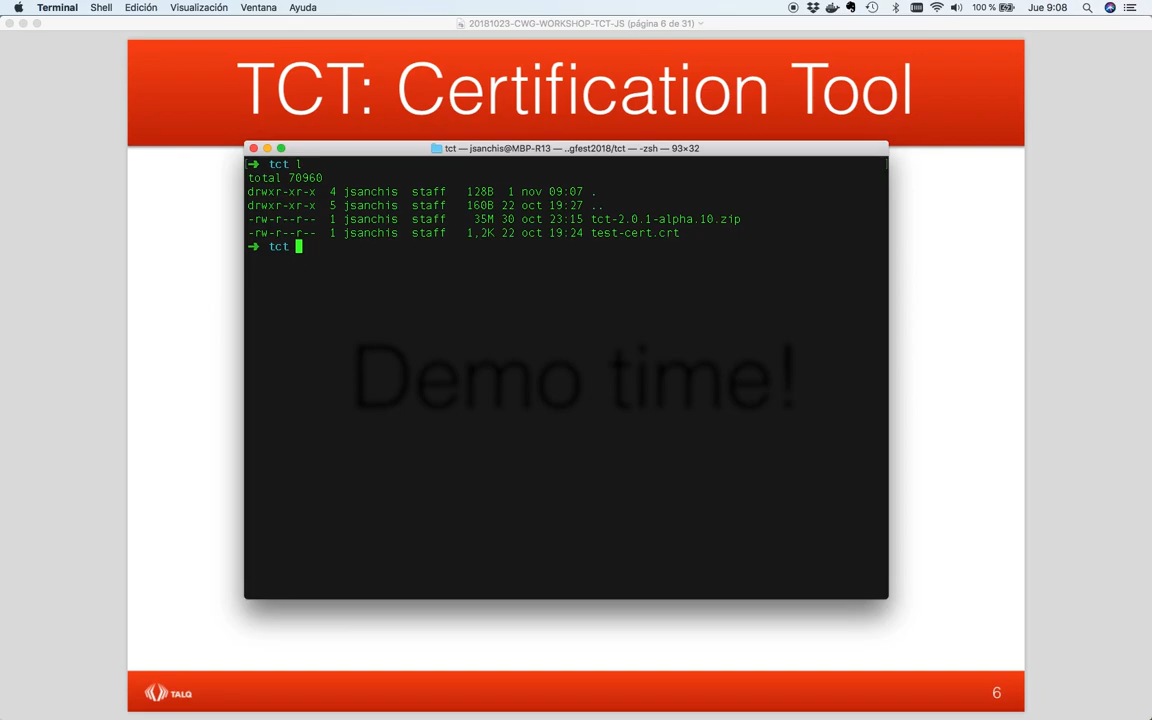 Terminal Shell Edición Visualización Ventana Ayuda 100 % Jue 9:08
20181023-CWG-WORKSHOP-TCT-JS (página 6 de 31)
TCT: Certification Tool
tct — jsanchis@MBP-R13 — ..gfest2018/tct — -zsh — 93×32
[➜ tct l ]
total 70960
drwxr-xr-x 4 jsanchis staff 128B 1 nov 09:07 .
drwxr-xr-x 5 jsanchis staff 160B 22 oct 19:27 ..
-rw-r--r-- 1 jsanchis staff 35M 30 oct 23:15 tct-2.0.1-alpha.10.zip
-rw-r--r-- 1 jsanchis staff 1,2K 22 oct 19:24 test-cert.crt
➜ tct
Demo time!
TALQ 6